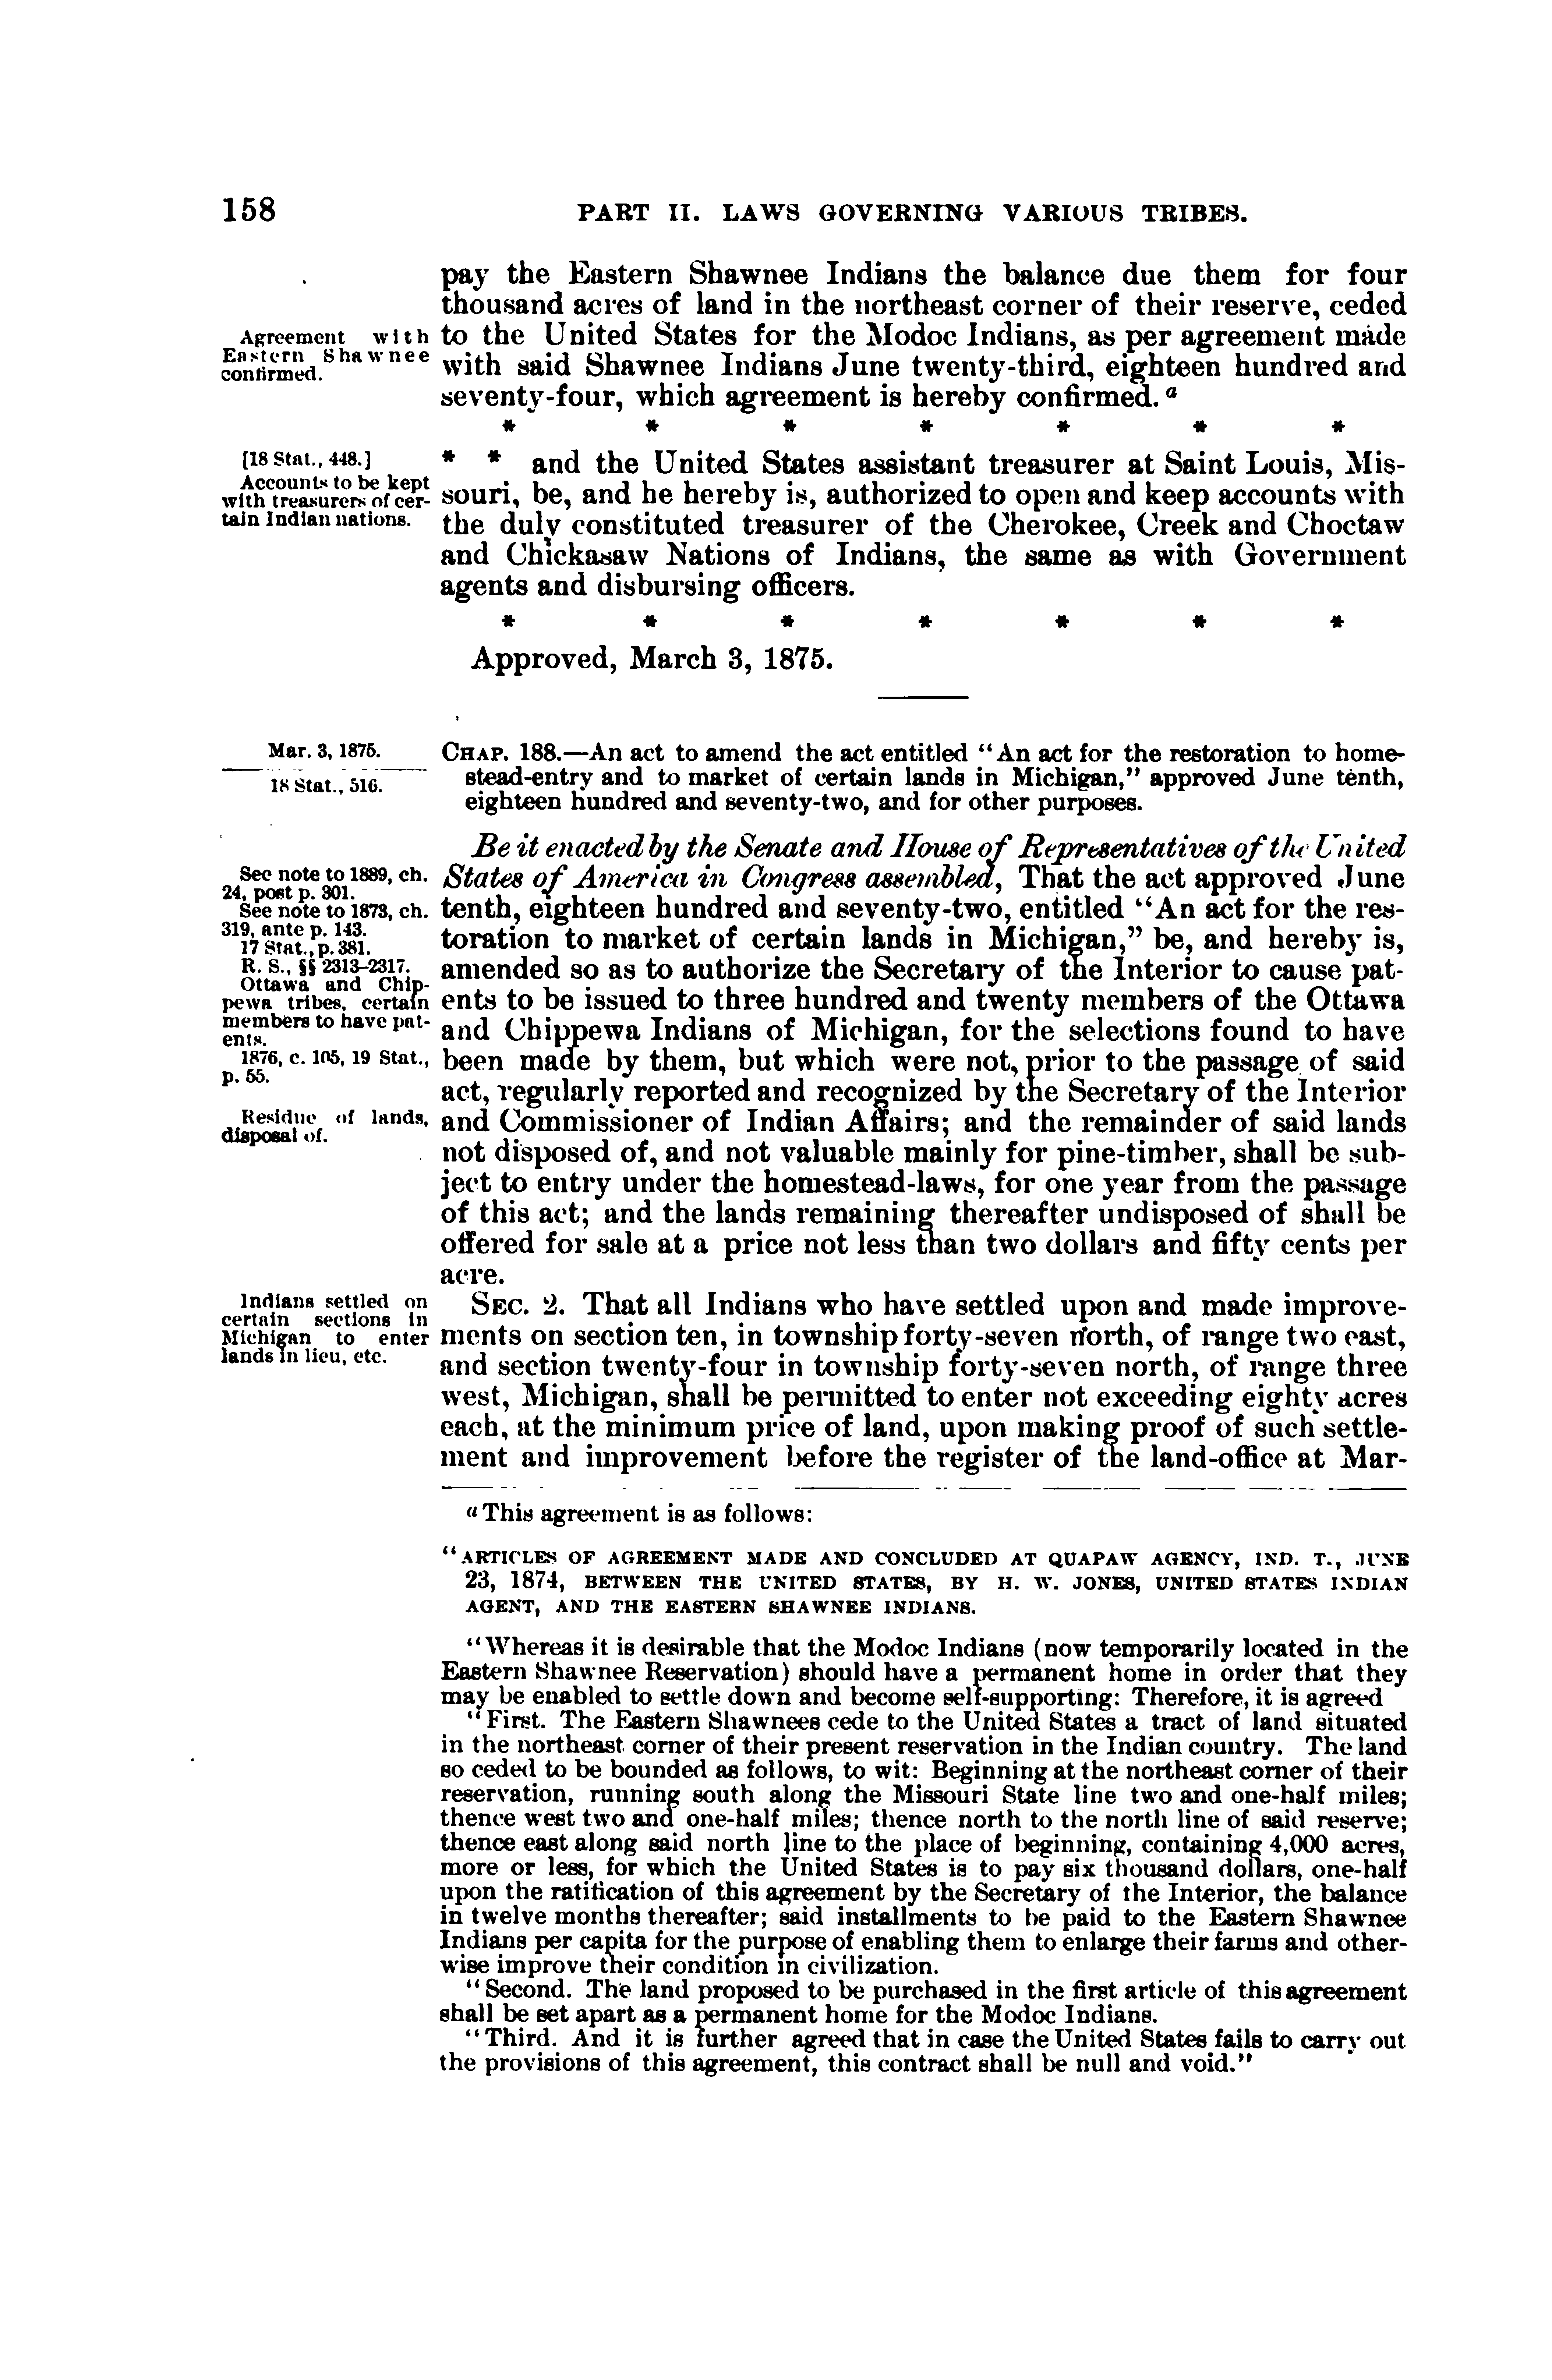 158
PART II. LAWS GOVERNING VARIOUS TRIBES.
pay the Eastern Shawnee Indians the balance due them for four
thousand acres of land in the northeast corner of their reserve, ceded
Agreement with
Eastern Shawnee
confirmed.
to the United States for the Modoc Indians, as per agreement made
with said Shawnee Indians June twenty-third, eighteen hundred and
seventy-four, which agreement is hereby confirmed.a
* * * * * * *
[18 Stat., 448.]
Accounts to be kept
with treasurers of cer-
tain Indian nations.
* * and the United States assistant treasurer at Saint Louis, Mis-
souri, be, and he hereby is, authorized to open and keep accounts with
the duly constituted treasurer of the Cherokee, Creek and Choctaw
and Chickasaw Nations of Indians, the same as with Government
agents and disbursing officers.
* * * * * * *
Approved, March 3, 1875.
Mar. 3, 1875.
18 Stat., 516.
CHAP. 188.—An act to amend the act entitled "An act for the restoration to home-
stead-entry and to market of certain lands in Michigan," approved June tenth,
eighteen hundred and seventy-two, and for other purposes.
Be it enacted by the Senate and House of Representatives of the United
States of America in Congress assembled, That the act approved June
tenth, eighteen hundred and seventy-two, entitled "An act for the res-
toration to market of certain lands in Michigan," be, and hereby is,
amended so as to authorize the Secretary of the Interior to cause pat-
ents to be issued to three hundred and twenty members of the Ottawa
and Chippewa Indians of Michigan, for the selections found to have
been made by them, but which were not, prior to the passage of said
act, regularly reported and recognized by the Secretary of the Interior
and Commissioner of Indian Affairs; and the remainder of said lands
not disposed of, and not valuable mainly for pine-timber, shall be sub-
ject to entry under the homestead-laws, for one year from the passage
of this act; and the lands remaining thereafter undisposed of shall be
offered for sale at a price not less than two dollars and fifty cents per
acre.
See note to 1889, ch.
24, post p. 301.
See note to 1873, ch.
319, ante p. 143.
17 Stat., p. 381.
R. S., §§ 2313-2317.
Ottawa and Chip-
pewa tribes, certain
members to have pat-
ents.
1876, c. 105, 19 Stat.,
p. 55.
Residue of lands,
disposal of.
Indians settled on
certain sections in
Michigan to enter
lands in lieu, etc.
SEC. 2. That all Indians who have settled upon and made improve-
ments on section ten, in township forty-seven north, of range two east,
and section twenty-four in township forty-seven north, of range three
west, Michigan, shall be permitted to enter not exceeding eighty acres
each, at the minimum price of land, upon making proof of such settle-
ment and improvement before the register of the land-office at Mar-
a This agreement is as follows:
"ARTICLES OF AGREEMENT MADE AND CONCLUDED AT QUAPAW AGENCY, IND. T., JUNE
23, 1874, BETWEEN THE UNITED STATES, BY H. W. JONES, UNITED STATES INDIAN
AGENT, AND THE EASTERN SHAWNEE INDIANS.
"Whereas it is desirable that the Modoc Indians (now temporarily located in the
Eastern Shawnee Reservation) should have a permanent home in order that they
may be enabled to settle down and become self-supporting: Therefore, it is agreed
"First. The Eastern Shawnees cede to the United States a tract of land situated
in the northeast corner of their present reservation in the Indian country. The land
so ceded to be bounded as follows, to wit: Beginning at the northeast corner of their
reservation, running south along the Missouri State line two and one-half miles;
thence west two and one-half miles; thence north to the north line of said reserve;
thence east along said north line to the place of beginning, containing 4,000 acres,
more or less, for which the United States is to pay six thousand dollars, one-half
upon the ratification of this agreement by the Secretary of the Interior, the balance
in twelve months thereafter; said installments to be paid to the Eastern Shawnee
Indians per capita for the purpose of enabling them to enlarge their farms and other-
wise improve their condition in civilization.
"Second. The land proposed to be purchased in the first article of this agreement
shall be set apart as a permanent home for the Modoc Indians.
"Third. And it is further agreed that in case the United States fails to carry out
the provisions of this agreement, this contract shall be null and void."